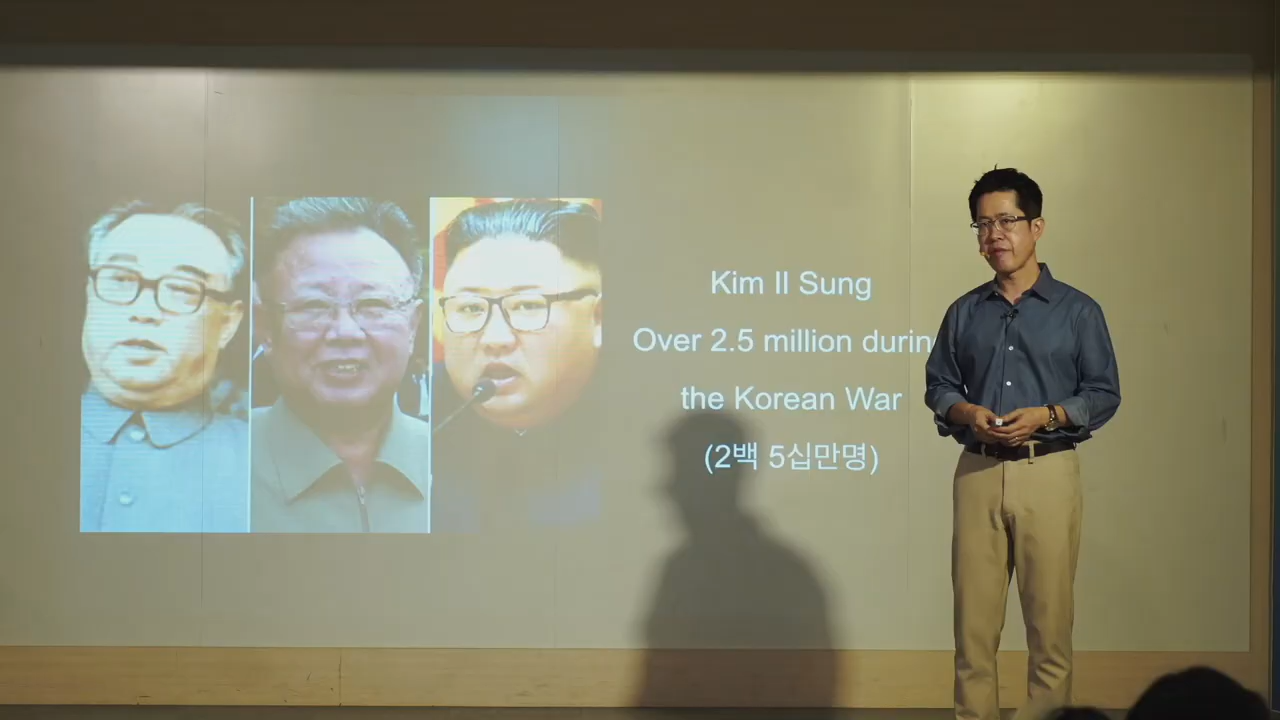 Kim Il Sung
Over 2.5 million durin
the Korean War
(2백 5십만명)